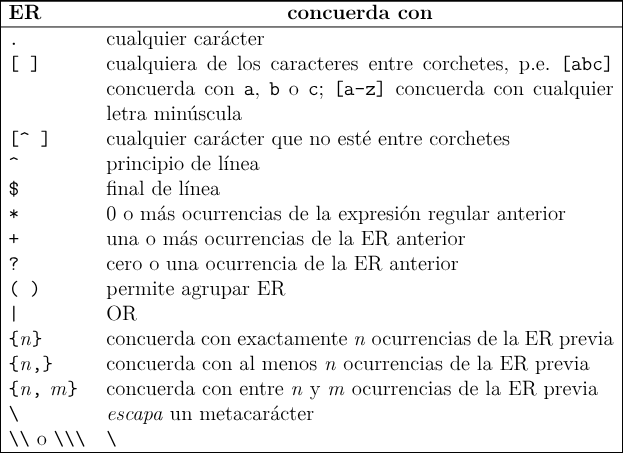 ER concuerda con
. cualquier carácter
[ ] cualquiera de los caracteres entre corchetes, p.e. [abc]
concuerda con a, b o c; [a-z] concuerda con cualquier
letra minúscula
[^ ] cualquier carácter que no esté entre corchetes
^ principio de línea
$ final de línea
* 0 o más ocurrencias de la expresión regular anterior
+ una o más ocurrencias de la ER anterior
? cero o una ocurrencia de la ER anterior
( ) permite agrupar ER
| OR
{n} concuerda con exactamente n ocurrencias de la ER previa
{n,} concuerda con al menos n ocurrencias de la ER previa
{n, m} concuerda con entre n y m ocurrencias de la ER previa
\ escapa un metacarácter
\\ o \\\ \